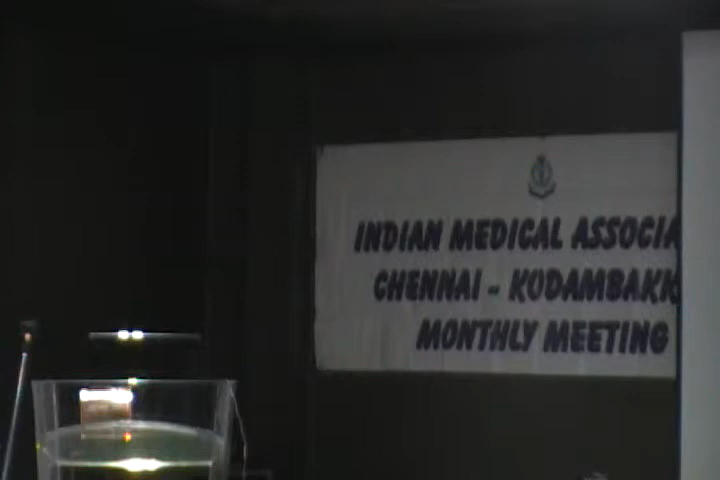 INDIAN MEDICAL ASSOCIA
CHENNAI - KODAMBAKK
MONTHLY MEETING